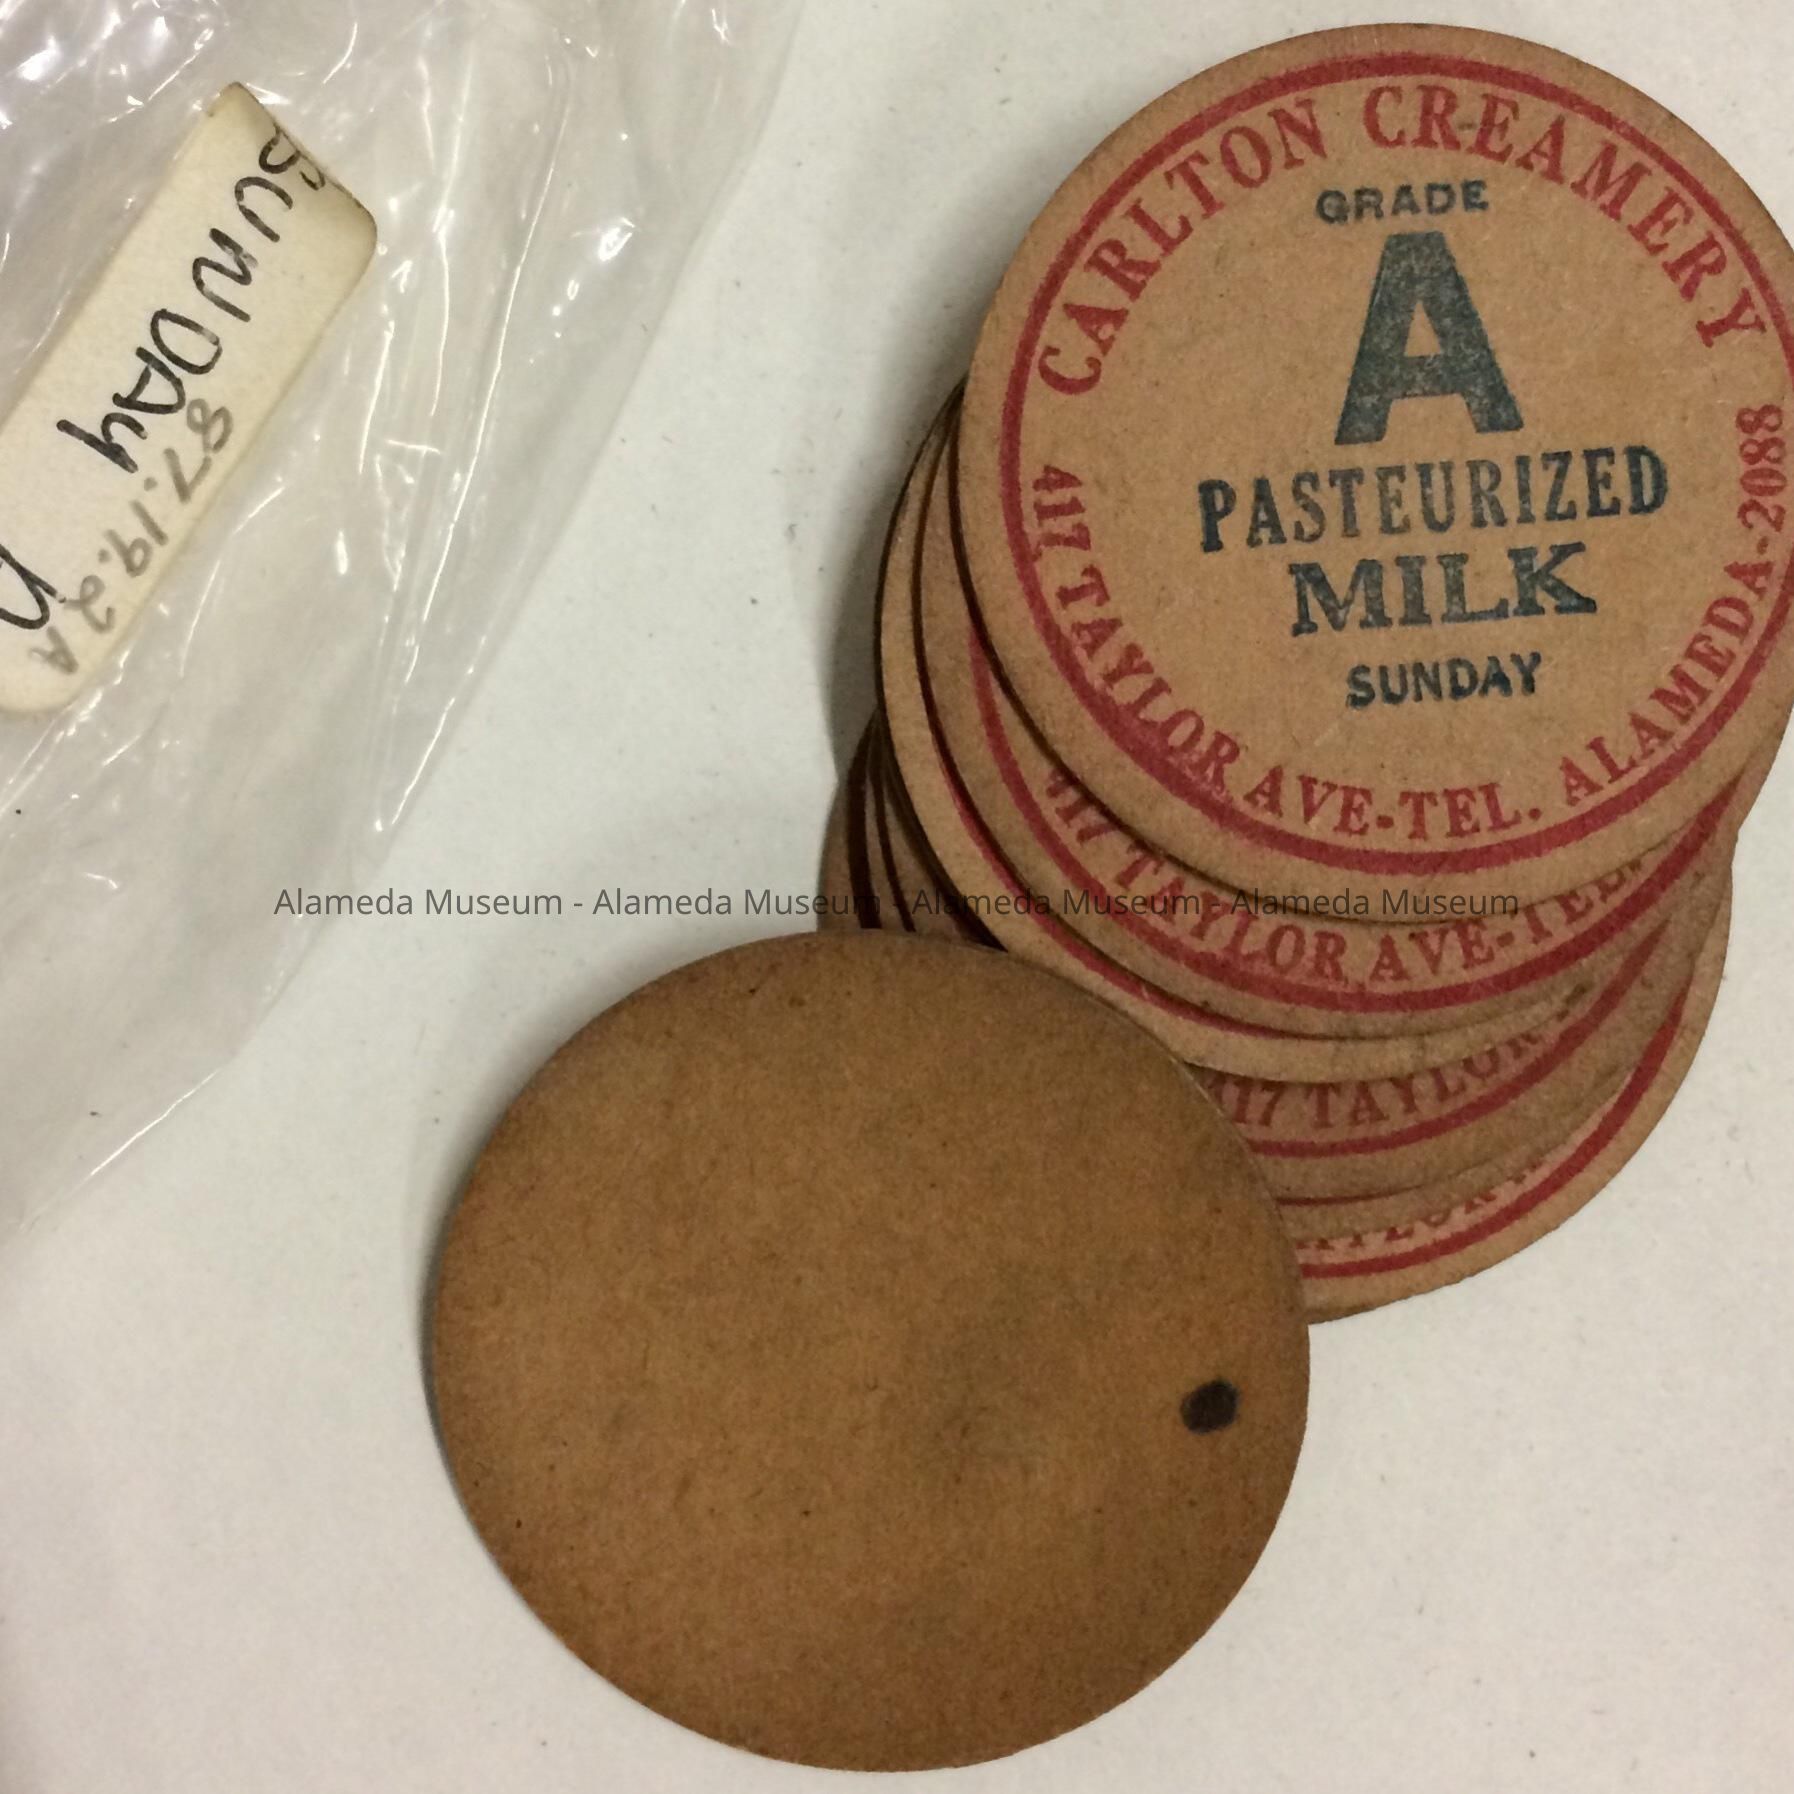 SUNDAY
87.19.2A
CARLTON CREAMERY
GRADE
A
PASTEURIZED
MILK
SUNDAY
417 TAYLOR AVE-TEL. ALAMEDA-2088
417 TAYLOR AVE-TEL.
417 TAYLOR
TAYLOR
Alameda Museum - Alameda Museum - Alameda Museum - Alameda Museum